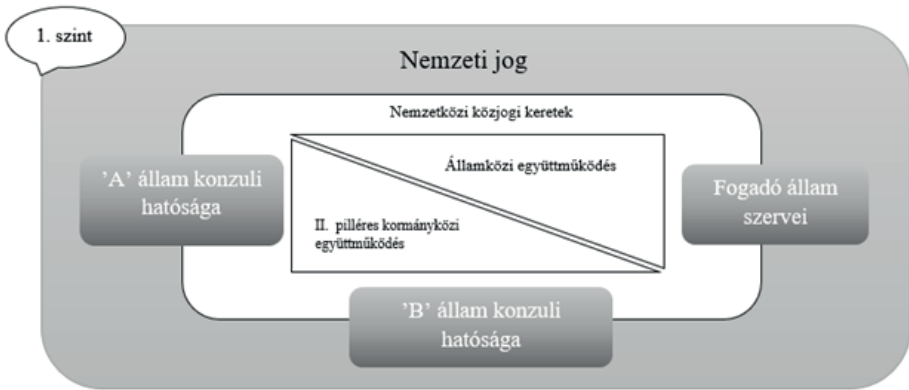 1. szint
Nemzeti jog
Nemzetközi közjogi keretek
Államközi együttműködés
’A’ állam konzuli
hatósága
Fogadó állam
szervei
II. pilléres kormányközi
együttműködés
’B’ állam konzuli
hatósága